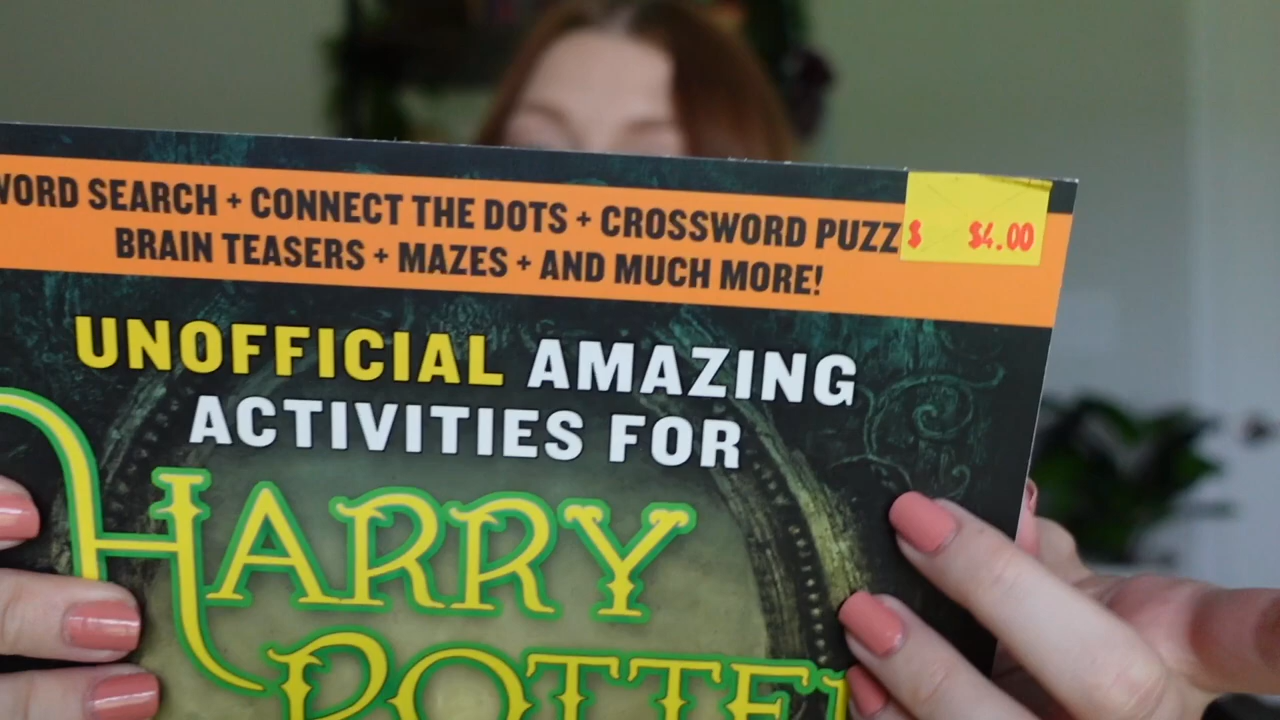 WORD SEARCH + CONNECT THE DOTS + CROSSWORD PUZZ
$ $4.00
BRAIN TEASERS + MAZES + AND MUCH MORE!
UNOFFICIAL AMAZING
ACTIVITIES FOR
HARRY
POTTER